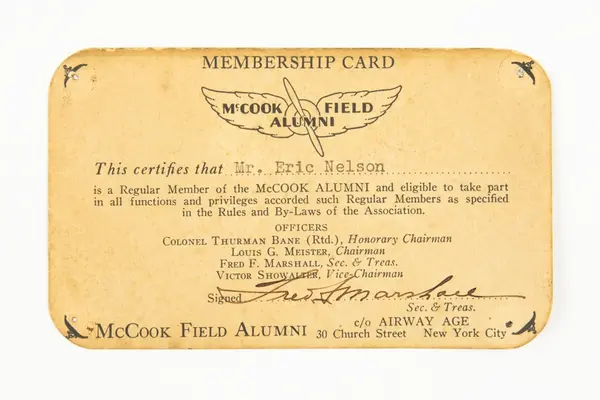 MEMBERSHIP CARD
McCOOK FIELD
ALUMNI
This certifies that Mr. Eric Nelson
is a Regular Member of the McCOOK ALUMNI and eligible to take part
in all functions and privileges accorded such Regular Members as specified
in the Rules and By-Laws of the Association.
OFFICERS
COLONEL THURMAN BANE (Rtd.), Honorary Chairman
LOUIS G. MEISTER, Chairman
FRED F. MARSHALL, Sec. & Treas.
VICTOR SHOWALTER, Vice-Chairman
Signed Fred F Marshall
Sec. & Treas.
McCOOK FIELD ALUMNI c/o AIRWAY AGE
30 Church Street New York City